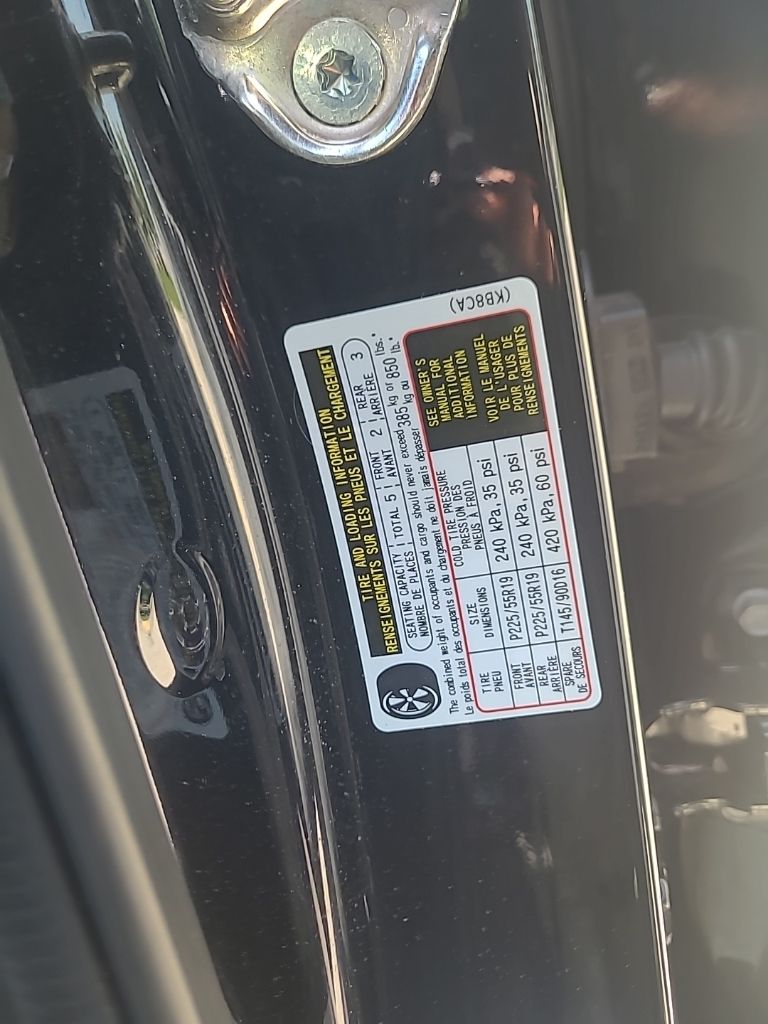 TIRE AND LOADING INFORMATION
RENSEIGNEMENTS SUR LES PNEUS ET LE CHARGEMENT
SEATING CAPACITY TOTAL 5 FRONT 2 REAR 3
NOMBRE DE PLACES AVANT ARRIÈRE
The combined weight of occupants and cargo should never exceed 385 kg or 850 lbs.
Le poids total des occupants et du chargement ne doit jamais dépasser kg ou lb.
TIRE
PNEU
SIZE
DIMENSIONS
COLD TIRE PRESSURE
PRESSION DES
PNEUS À FROID
FRONT
AVANT
P225/55R19
240 kPa, 35 psi
REAR
ARRIÈRE
P225/55R19
240 kPa, 35 psi
SPARE
DE SECOURS
T145/90D16
420 kPa, 60 psi
SEE OWNER'S
MANUAL FOR
ADDITIONAL
INFORMATION
VOIR LE MANUEL
DE L'USAGER
POUR PLUS DE
RENSEIGNEMENTS
(KB8CA)